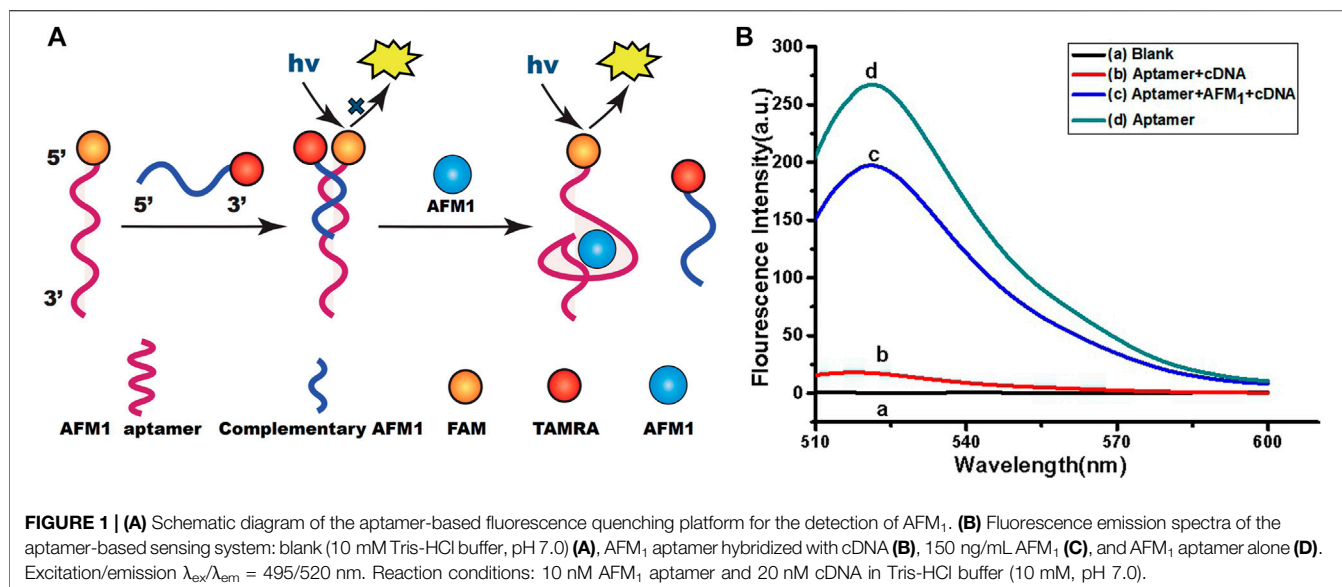 A
hv
hv
5'
5'
3'
AFM1
3'
AFM1 aptamer
Complementary AFM1
FAM
TAMRA
AFM1
B
Flourescence Intensity(a.u.)
300
250
200
150
100
50
0
d
c
b
a
(a) Blank
(b) Aptamer+cDNA
(c) Aptamer+AFM₁+cDNA
(d) Aptamer
510
540
570
600
Wavelength(nm)
FIGURE 1 | (A) Schematic diagram of the aptamer-based fluorescence quenching platform for the detection of AFM₁. (B) Fluorescence emission spectra of the
aptamer-based sensing system: blank (10 mM Tris-HCl buffer, pH 7.0) (A), AFM₁ aptamer hybridized with cDNA (B), 150 ng/mL AFM₁ (C), and AFM₁ aptamer alone (D).
Excitation/emission λex/λem = 495/520 nm. Reaction conditions: 10 nM AFM₁ aptamer and 20 nM cDNA in Tris-HCl buffer (10 mM, pH 7.0).